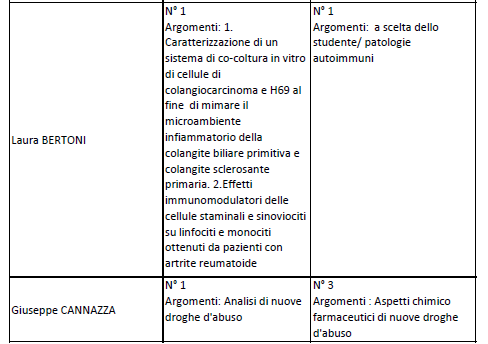 Laura BERTONI
N° 1
Argomenti: 1.
Caratterizzazione di un
sistema di co-coltura in vitro
di cellule di
colangiocarcinoma e H69 al
fine di mimare il
microambiente
infiammatorio della
colangite biliare primitiva e
colangite sclerosante
primaria. 2.Effetti
immunomodulatori delle
cellule staminali e sinoviociti
su linfociti e monociti
ottenuti da pazienti con
artrite reumatoide
N° 1
Argomenti: a scelta dello
studente/ patologie
autoimmuni
Giuseppe CANNAZZA
N° 1
Argomenti: Analisi di nuove
droghe d'abuso
N° 3
Argomenti : Aspetti chimico
farmaceutici di nuove droghe
d'abuso